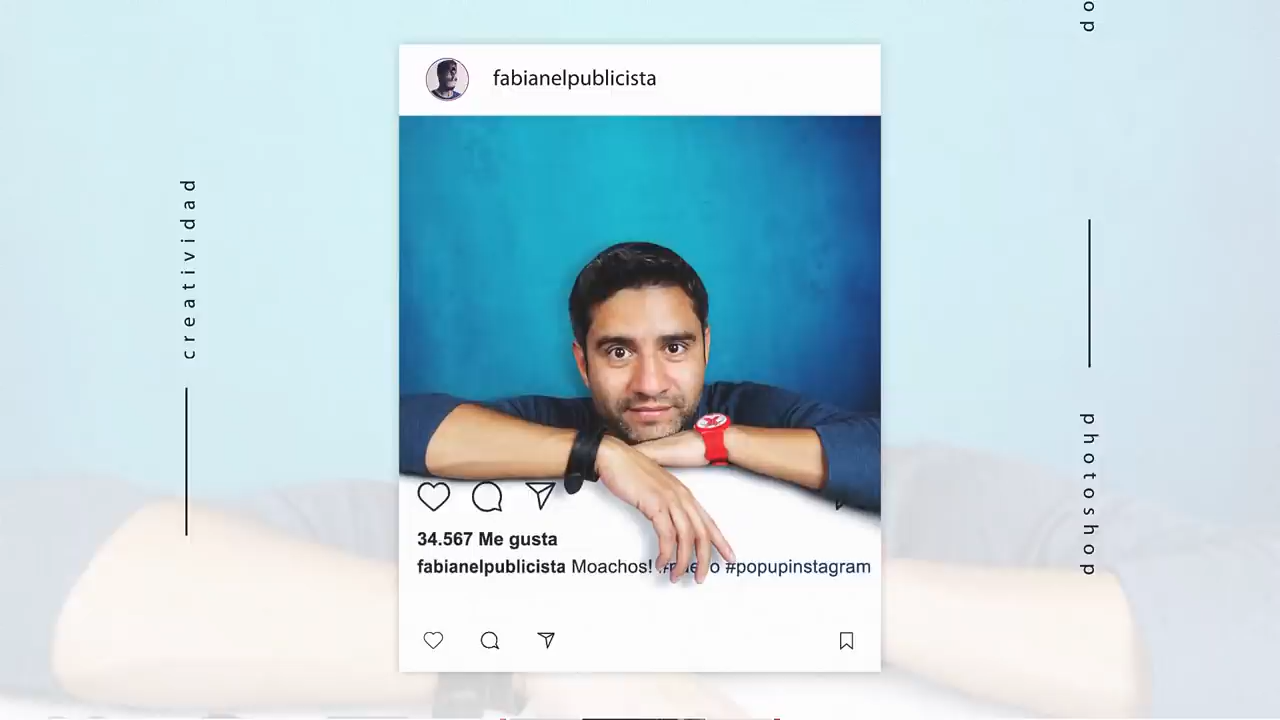 fabianelpublicista
creatividad
photoshop
34.567 Me gusta
fabianelpublicista Moachos! #popupinstagram